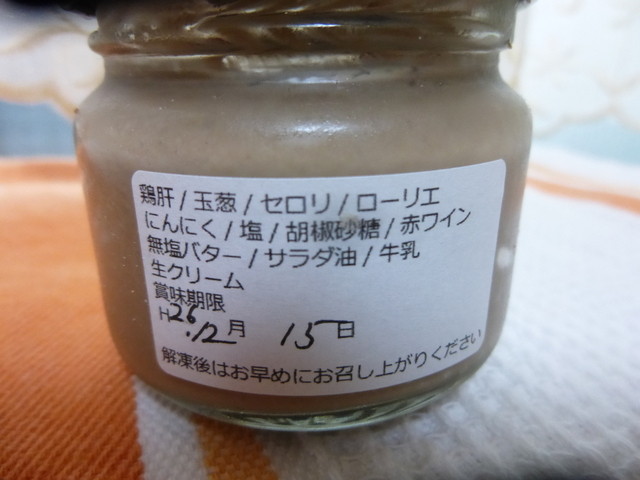 鶏肝/玉葱/セロリ/ローリエ
にんにく/塩/胡椒砂糖/赤ワイン
無塩バター/サラダ油/牛乳
生クリーム
賞味期限
H26.12月 15日
解凍後はお早めにお召し上がりください